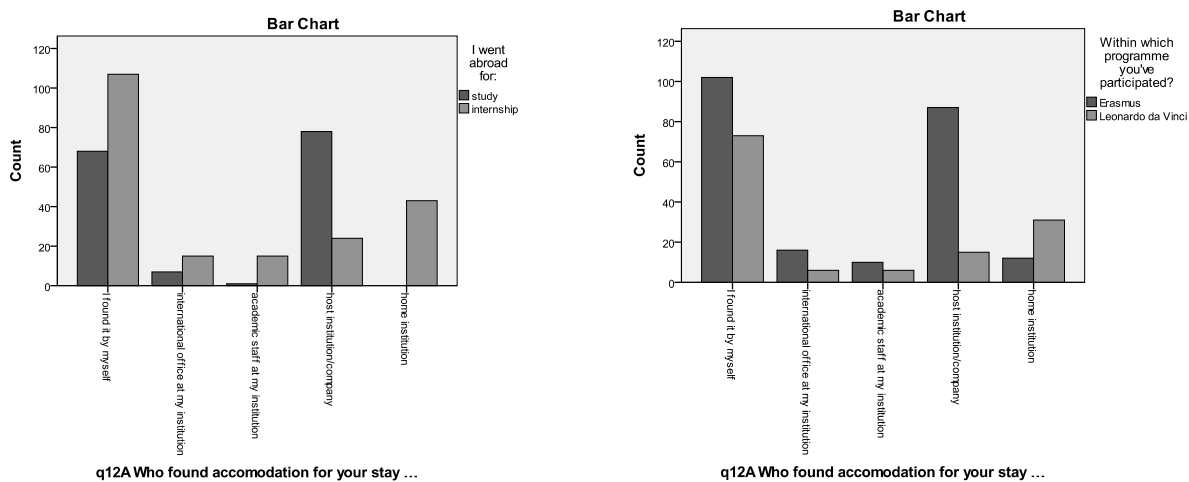 Bar Chart
I went
abroad
for:
study
internship
120
100
80
60
40
20
0
Count
I found it by myself
international office at my institution
academic staff at my institution
host institution/company
home institution
q12A Who found accomodation for your stay …
Bar Chart
Within which
programme
you've
participated?
Erasmus
Leonardo da Vinci
120
100
80
60
40
20
0
Count
I found it by myself
international office at my institution
academic staff at my institution
host institution/company
home institution
q12A Who found accomodation for your stay …